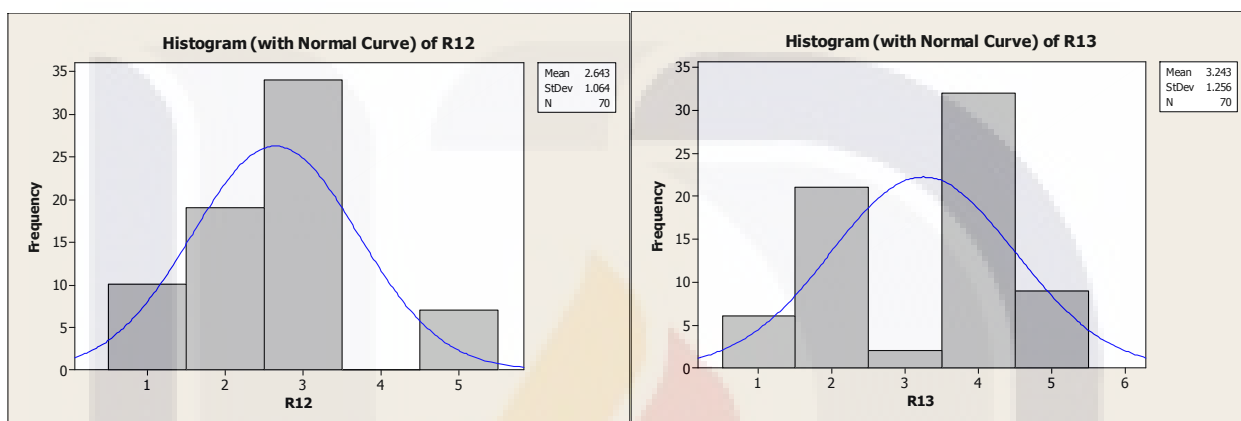 Histogram (with Normal Curve) of R12
Mean 2.643
StDev 1.064
N 70
35
30
25
20
15
10
5
0
Frequency
1 2 3 4 5
R12
Histogram (with Normal Curve) of R13
Mean 3.243
StDev 1.256
N 70
35
30
25
20
15
10
5
0
Frequency
1 2 3 4 5 6
R13